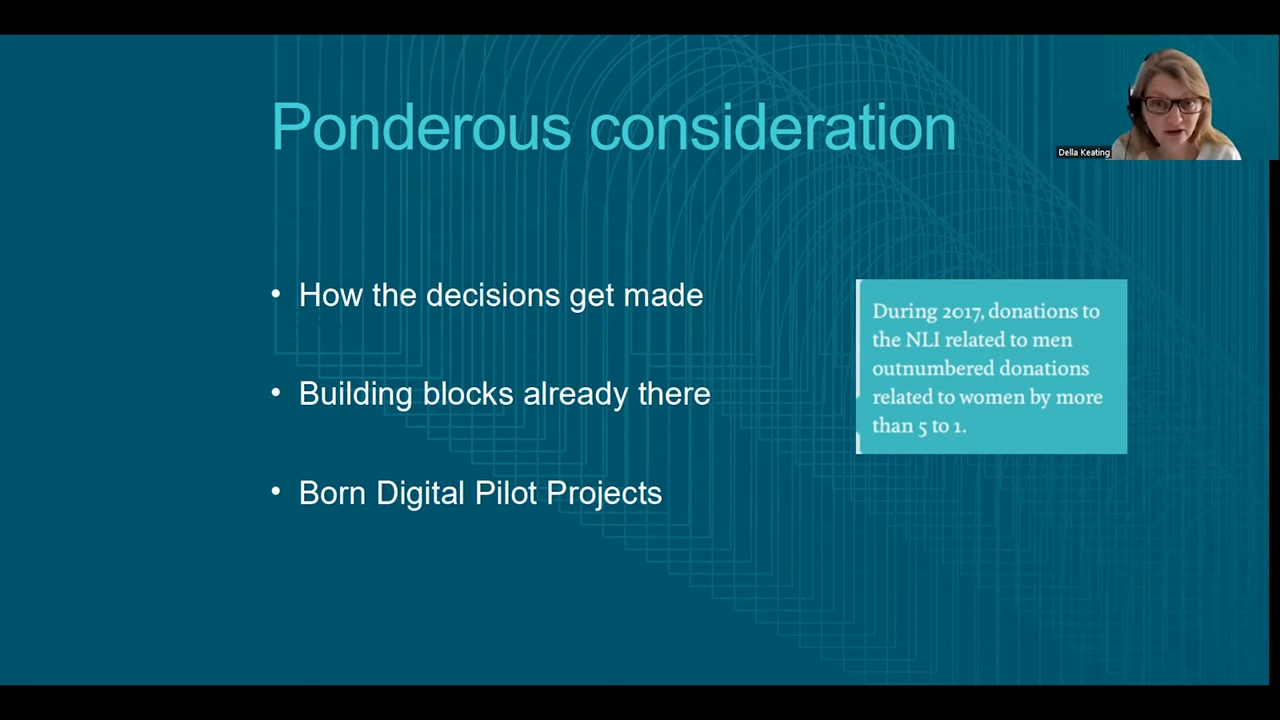 Ponderous consideration
Della Keating
• How the decisions get made
During 2017, donations to
the NLI related to men
outnumbered donations
related to women by more
than 5 to 1.
• Building blocks already there
• Born Digital Pilot Projects